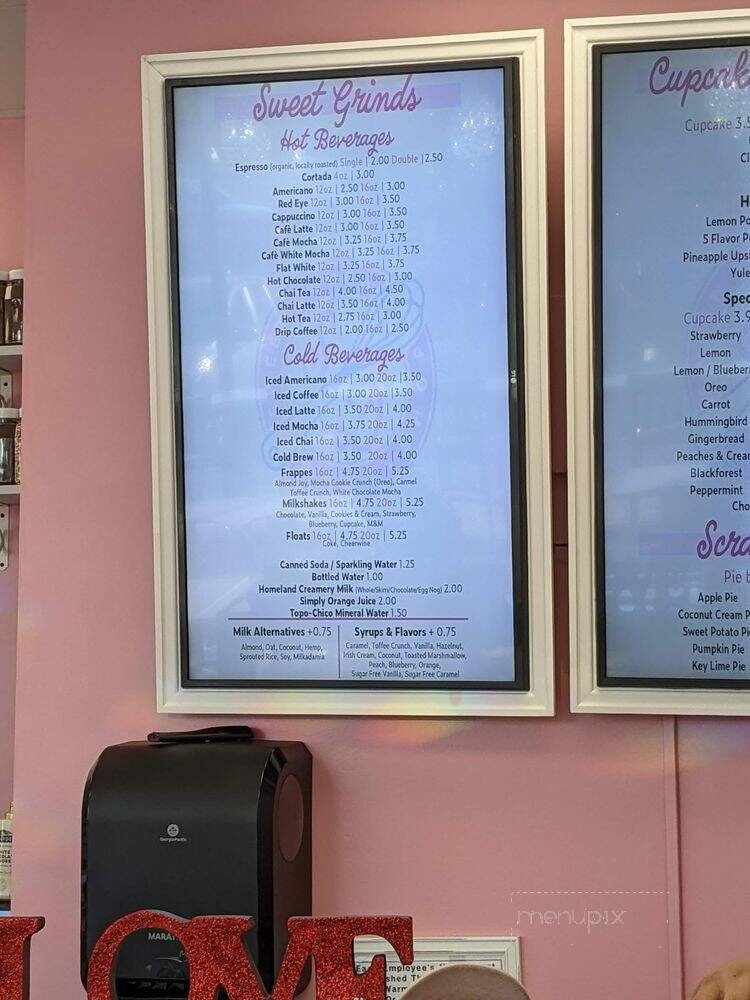 Sweet Grinds
Hot Beverages
Espresso (organic, locally roasted) Single | 2.00 Double | 2.50
Cortada 4oz | 3.00
Americano 12oz | 2.50 16oz | 3.00
Red Eye 12oz | 3.00 16oz | 3.50
Cappuccino 12oz | 3.00 16oz | 3.50
Cafè Latte 12oz | 3.00 16oz | 3.50
Cafè Mocha 12oz | 3.25 16oz | 3.75
Cafè White Mocha 12oz | 3.25 16oz | 3.75
Flat White 12oz | 3.25 16oz | 3.75
Hot Chocolate 12oz | 2.50 16oz | 3.00
Chai Tea 12oz | 4.00 16oz | 4.50
Chai Latte 12oz | 3.50 16oz | 4.00
Hot Tea 12oz | 2.75 16oz | 3.00
Drip Coffee 12oz | 2.00 16oz | 2.50
Cold Beverages
Iced Americano 16oz | 3.00 20oz | 3.50
Iced Coffee 16oz | 3.00 20oz | 3.50
Iced Latte 16oz | 3.50 20oz | 4.00
Iced Mocha 16oz | 3.75 20oz | 4.25
Iced Chai 16oz | 3.50 20oz | 4.00
Cold Brew 16oz | 3.50 20oz | 4.00
Frappes 16oz | 4.75 20oz | 5.25
Almond Joy, Mocha Cookie Crunch (Oreo), Carmel
Toffee Crunch, White Chocolate Mocha
Milkshakes 16oz | 4.75 20oz | 5.25
Chocolate, Vanilla, Cookies & Cream, Strawberry,
Blueberry, Cupcake, M&M
Floats 16oz | 4.75 20oz | 5.25
Coke, Cheerwine
Canned Soda / Sparkling Water 1.25
Bottled Water 1.00
Homeland Creamery Milk (Whole/Skim/Chocolate/Egg Nog) 2.00
Simply Orange Juice 2.00
Topo-Chico Mineral Water 1.50
Milk Alternatives +0.75
Almond, Oat, Coconut, Hemp,
Sprouted Rice, Soy, Milkadamia
Syrups & Flavors + 0.75
Caramel, Toffee Crunch, Vanilla, Hazelnut,
Irish Cream, Coconut, Toasted Marshmallow,
Peach, Blueberry, Orange,
Sugar Free Vanilla, Sugar Free Caramel
LG
Cupcak
Cupcake 3.5
Cl
H
Lemon Po
5 Flavor P
Pineapple Ups
Yule
Spec
Cupcake 3.9
Strawberry
Lemon
Lemon / Blueber
Oreo
Carrot
Hummingbird
Gingerbread
Peaches & Crea
Blackforest
Peppermint
Cho
Scra
Pie b
Apple Pie
Coconut Cream P
Sweet Potato Pi
Pumpkin Pie
Key Lime Pie
Georgia-Pacific
MARAT
LOVE
Employee's
shed Th
Warm
menupix